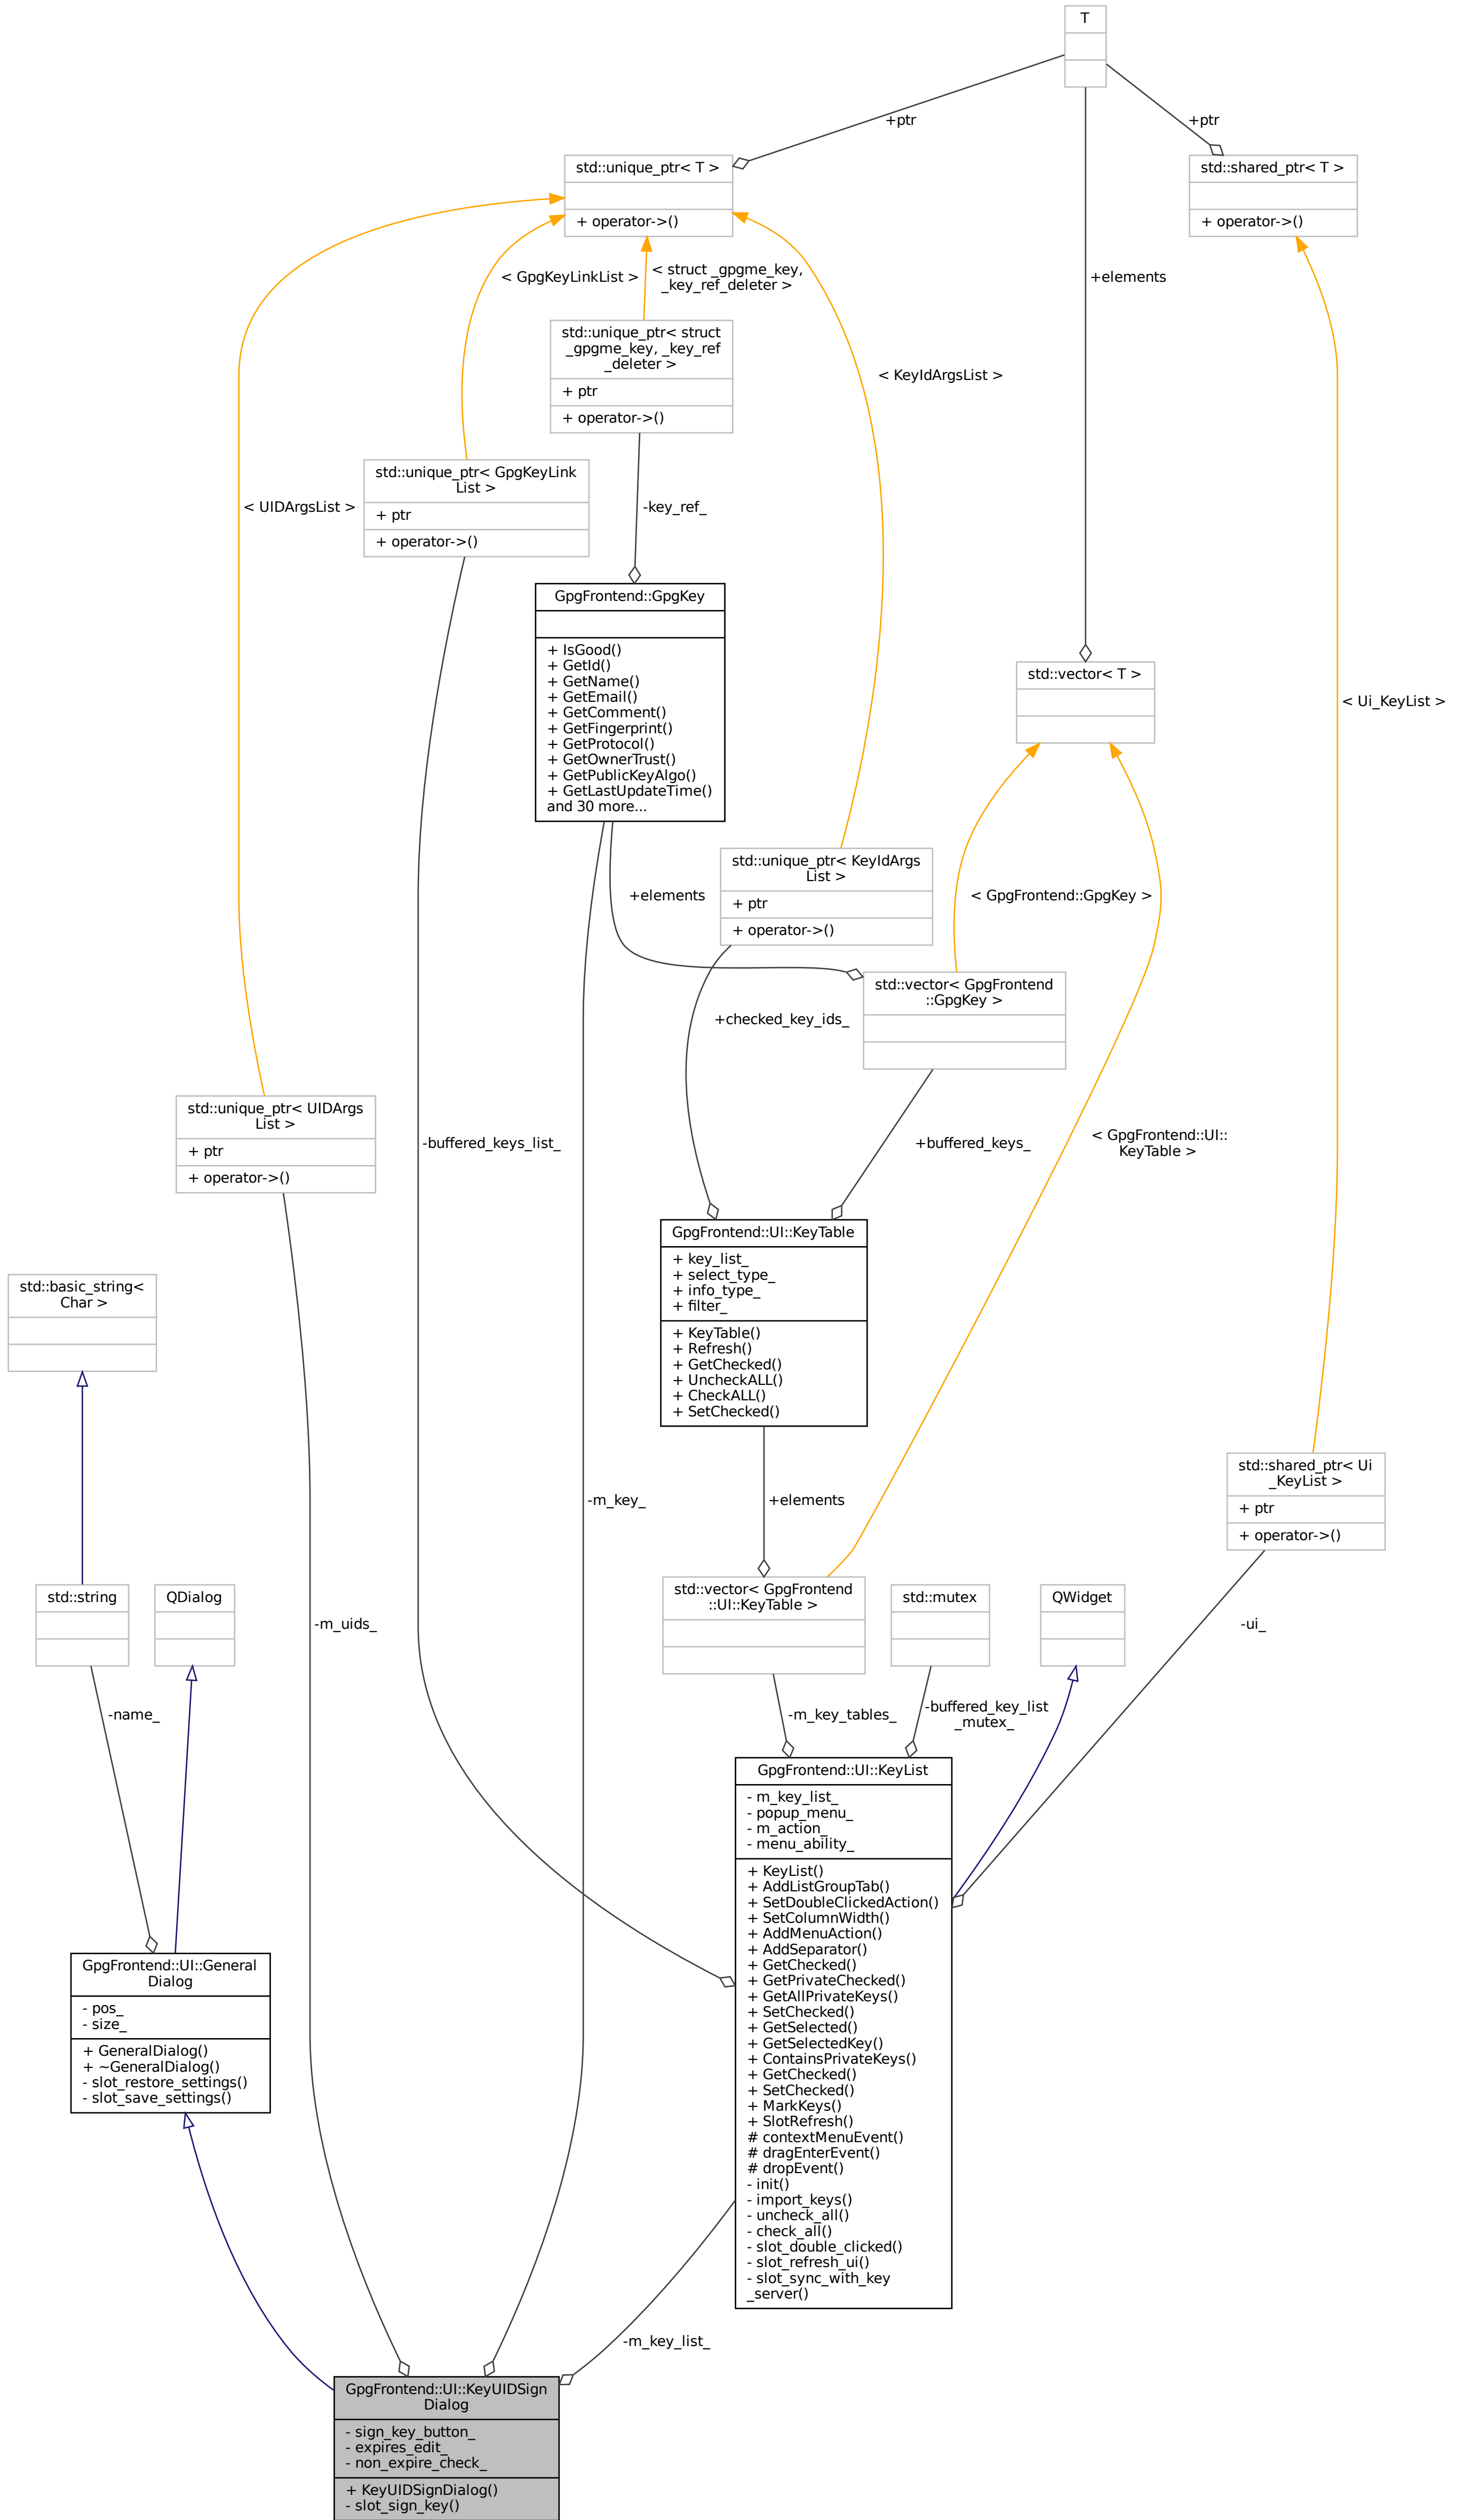 T
+ptr
+ptr
std::unique_ptr< T >
+ operator->()
std::shared_ptr< T >
+ operator->()
< GpgKeyLinkList >
< struct _gpgme_key,
_key_ref_deleter >
+elements
std::unique_ptr< struct
_gpgme_key, _key_ref
_deleter >
+ ptr
+ operator->()
< KeyIdArgsList >
std::unique_ptr< GpgKeyLink
List >
+ ptr
+ operator->()
< UIDArgsList >
-key_ref_
GpgFrontend::GpgKey
+ IsGood()
+ GetId()
+ GetName()
+ GetEmail()
+ GetComment()
+ GetFingerprint()
+ GetProtocol()
+ GetOwnerTrust()
+ GetPublicKeyAlgo()
+ GetLastUpdateTime()
and 30 more...
std::vector< T >
< Ui_KeyList >
std::unique_ptr< KeyIdArgs
List >
+ ptr
+ operator->()
+elements
< GpgFrontend::GpgKey >
std::vector< GpgFrontend
::GpgKey >
+checked_key_ids_
std::unique_ptr< UIDArgs
List >
+ ptr
+ operator->()
-buffered_keys_list_
+buffered_keys_
< GpgFrontend::UI::
KeyTable >
GpgFrontend::UI::KeyTable
+ key_list_
+ select_type_
+ info_type_
+ filter_
+ KeyTable()
+ Refresh()
+ GetChecked()
+ UncheckALL()
+ CheckALL()
+ SetChecked()
std::basic_string<
Char >
std::shared_ptr< Ui
_KeyList >
+ ptr
+ operator->()
-m_key_
+elements
std::string
QDialog
-m_uids_
std::vector< GpgFrontend
::UI::KeyTable >
std::mutex
QWidget
-ui_
-name_
-m_key_tables_
-buffered_key_list
_mutex_
GpgFrontend::UI::KeyList
- m_key_list_
- popup_menu_
- m_action_
- menu_ability_
+ KeyList()
+ AddListGroupTab()
+ SetDoubleClickedAction()
+ SetColumnWidth()
+ AddMenuAction()
+ AddSeparator()
+ GetChecked()
+ GetPrivateChecked()
+ GetAllPrivateKeys()
+ SetChecked()
+ GetSelected()
+ GetSelectedKey()
+ ContainsPrivateKeys()
+ GetChecked()
+ SetChecked()
+ MarkKeys()
+ SlotRefresh()
# contextMenuEvent()
# dragEnterEvent()
# dropEvent()
- init()
- import_keys()
- uncheck_all()
- check_all()
- slot_double_clicked()
- slot_refresh_ui()
- slot_sync_with_key
_server()
GpgFrontend::UI::General
Dialog
- pos_
- size_
+ GeneralDialog()
+ ~GeneralDialog()
- slot_restore_settings()
- slot_save_settings()
-m_key_list_
GpgFrontend::UI::KeyUIDSign
Dialog
- sign_key_button_
- expires_edit_
- non_expire_check_
+ KeyUIDSignDialog()
- slot_sign_key()